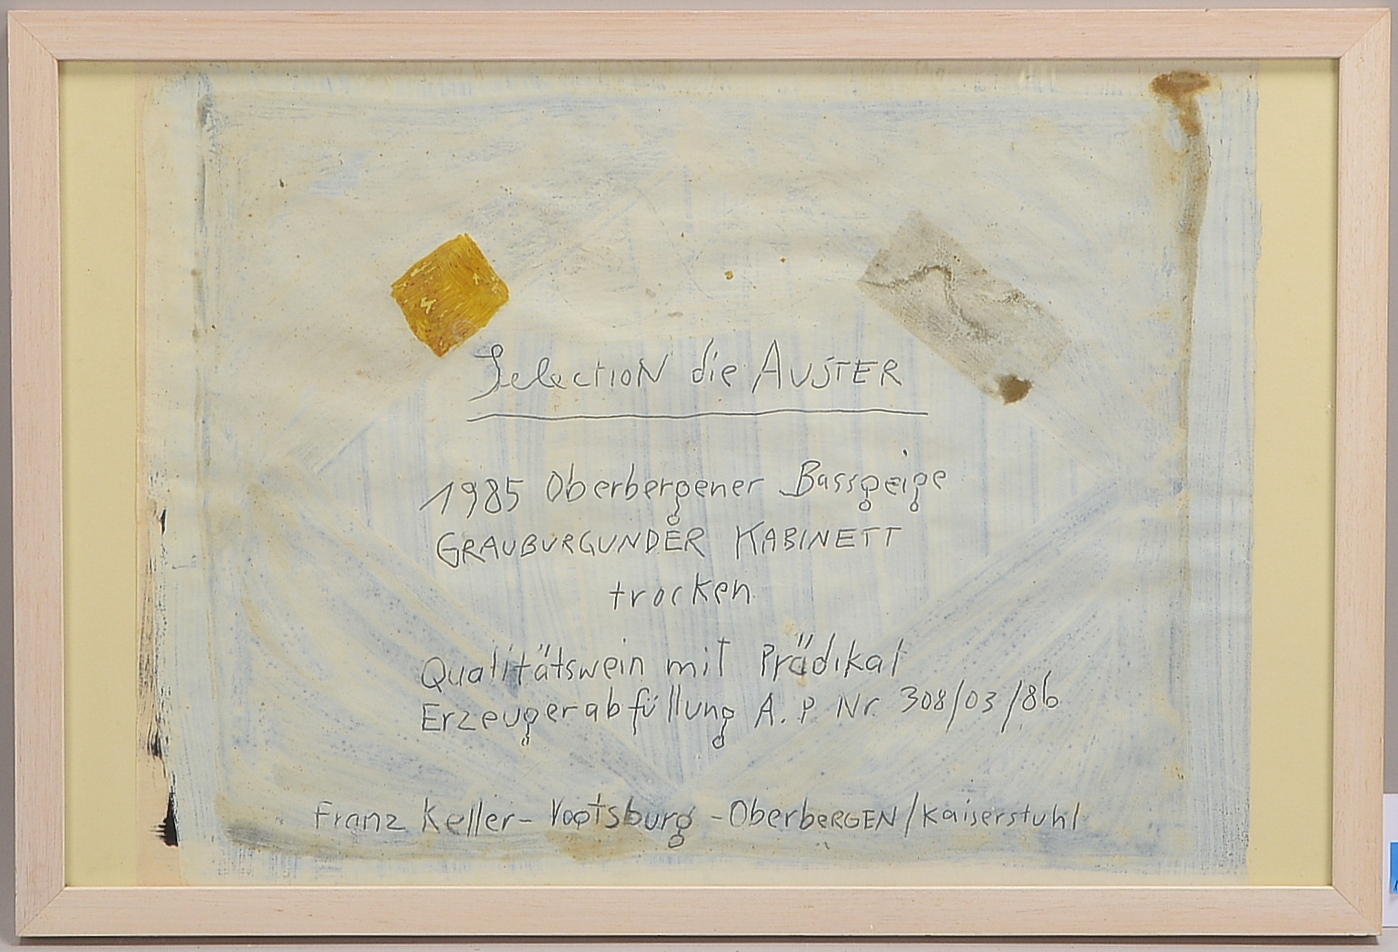 Selection die AUSTER
1985 Oberbergener Bassgeige
GRAUBURGUNDER KABINETT
trocken
Qualitätswein mit Prädikat
Erzeugerabfüllung A. P Nr. 308/03/86
Franz Keller - Vogtsburg - OberbeRGEN/Kaiserstuhl